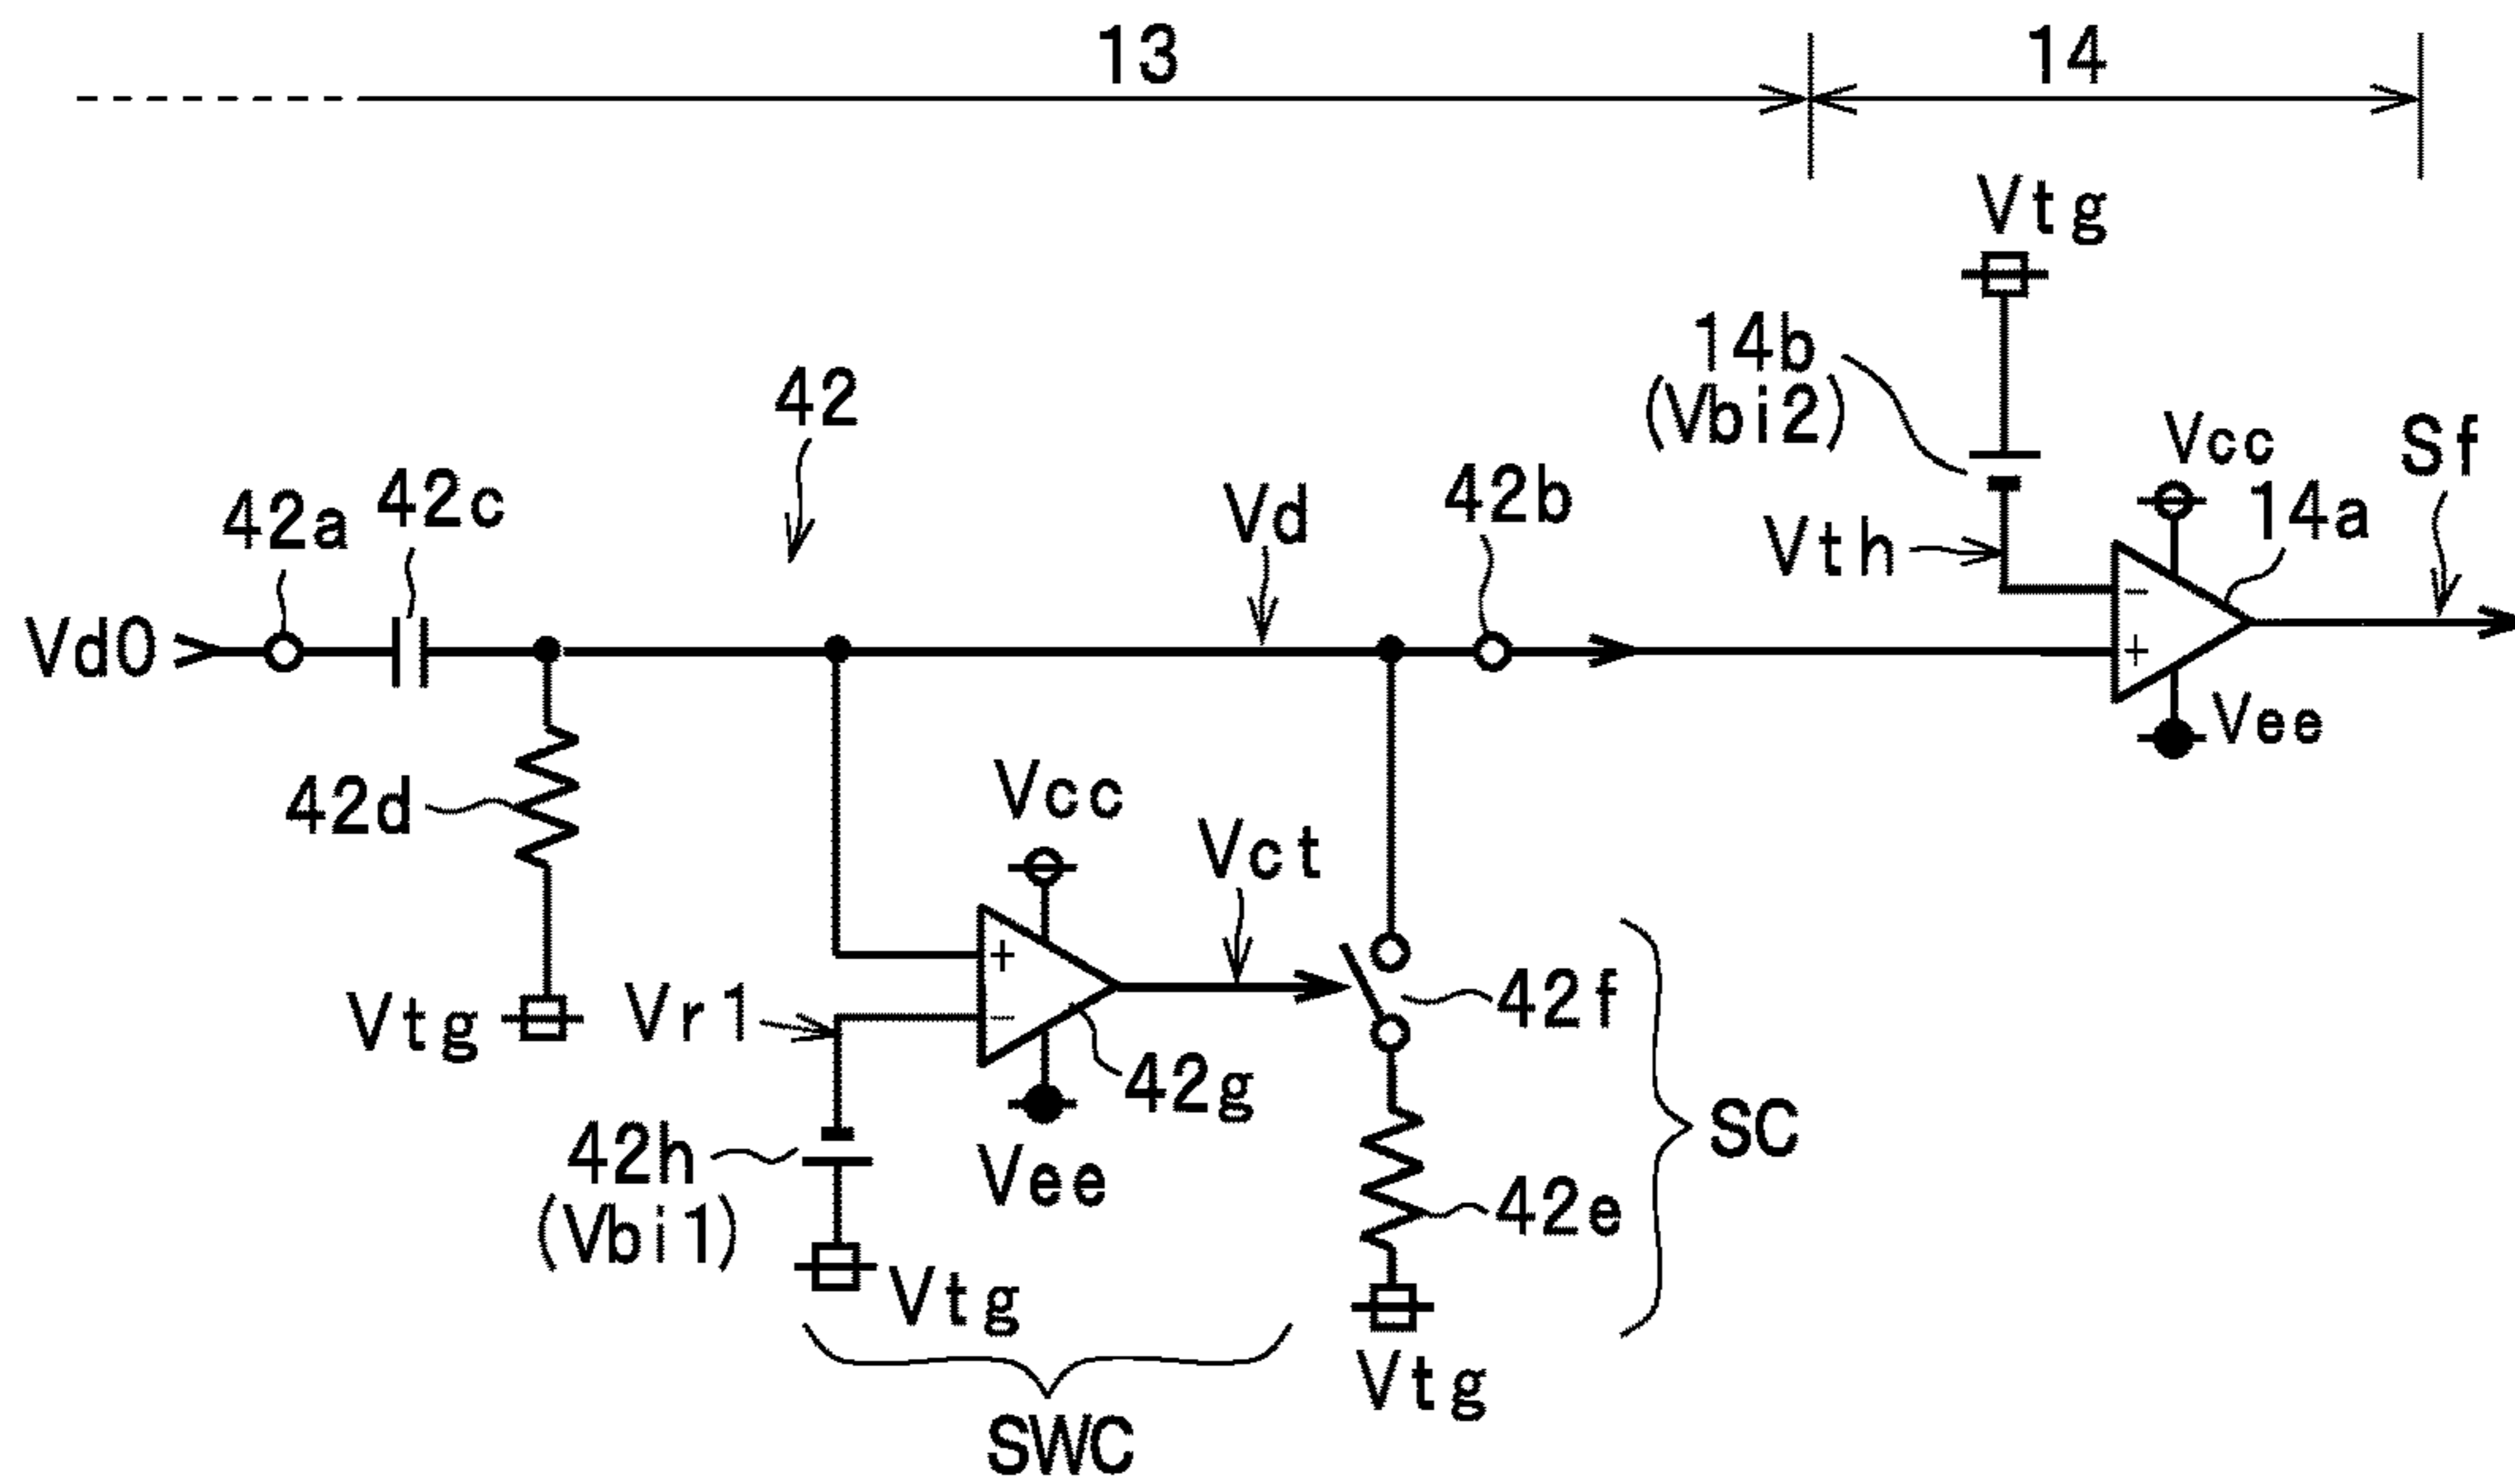 13
14
Vtg
14b
(Vbi2)
42
Vcc
Sf
42a
42c
Vd
42b
Vth
14a
Vd0
−
+
Vee
42d
Vcc
Vct
+
−
Vtg
Vr1
42f
42g
42h
(Vbi1)
Vee
SC
42e
Vtg
Vtg
SWC